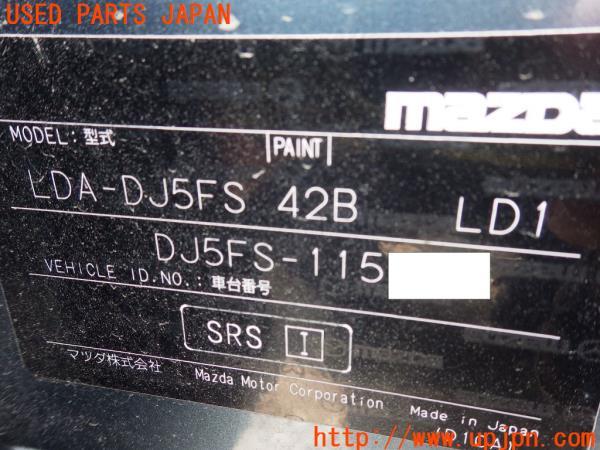 USED PARTS JAPAN
mazda
MODEL: 型式
PAINT
LDA-DJ5FS 42B LD1
DJ5FS-115
VEHICLE ID.NO.: 車台番号
SRS I
マツダ株式会社 Mazda Motor Corporation Made in Japan
http://www.upjpn.com/